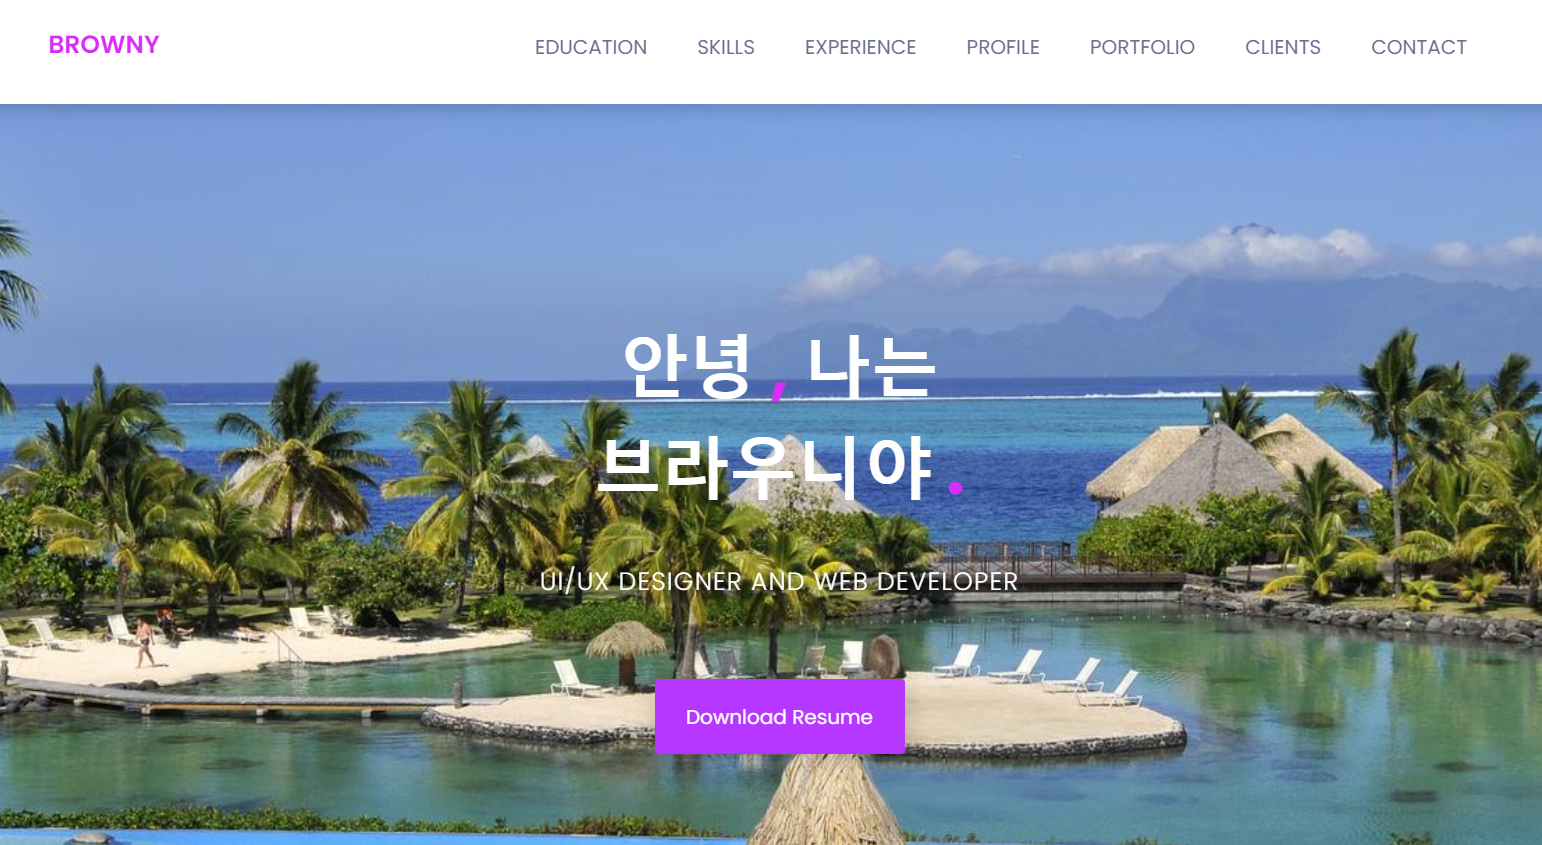 BROWNY
EDUCATION SKILLS EXPERIENCE PROFILE PORTFOLIO CLIENTS CONTACT
안녕, 나는
브라우니야.
UI/UX DESIGNER AND WEB DEVELOPER
Download Resume